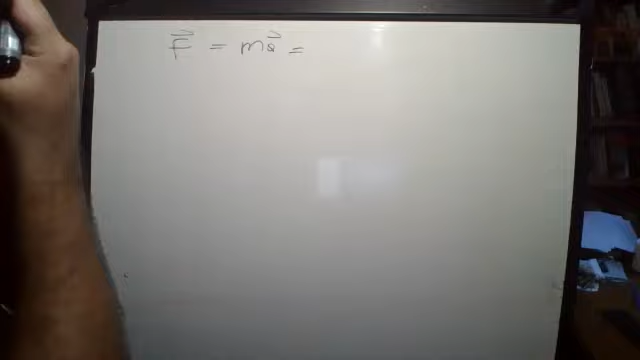 F⃗ = ma⃗ =